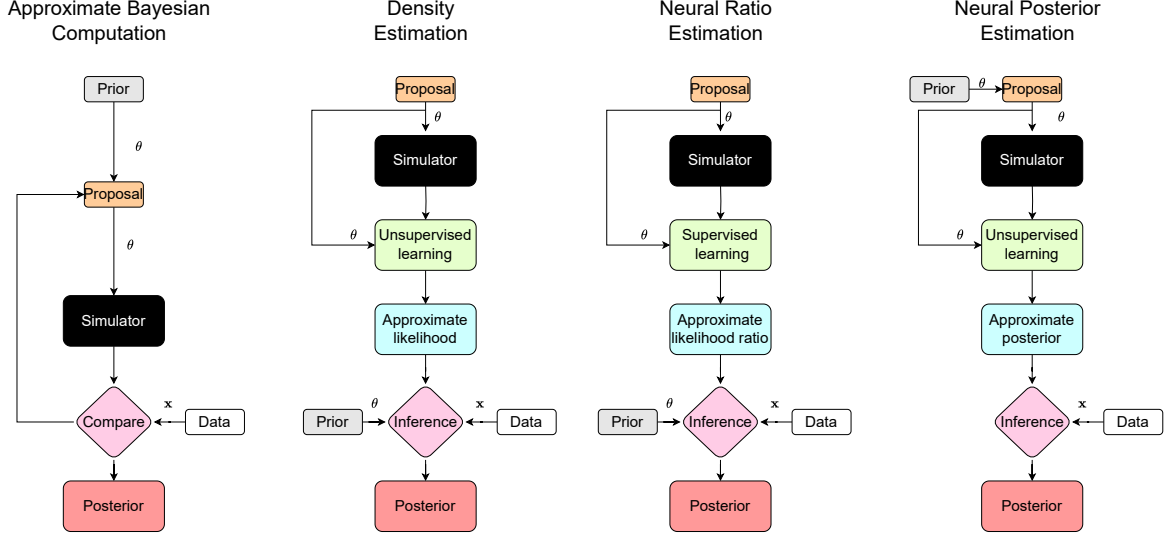 Approximate Bayesian
Computation
Prior
θ
Proposal
θ
Simulator
Compare
x
Data
Posterior
Density
Estimation
Proposal
θ
Simulator
θ
Unsupervised
learning
Approximate
likelihood
Prior
θ
Inference
x
Data
Posterior
Neural Ratio
Estimation
Proposal
θ
Simulator
θ
Supervised
learning
Approximate
likelihood ratio
Prior
θ
Inference
x
Data
Posterior
Neural Posterior
Estimation
Prior
θ
Proposal
θ
Simulator
θ
Unsupervised
learning
Approximate
posterior
Inference
x
Data
Posterior